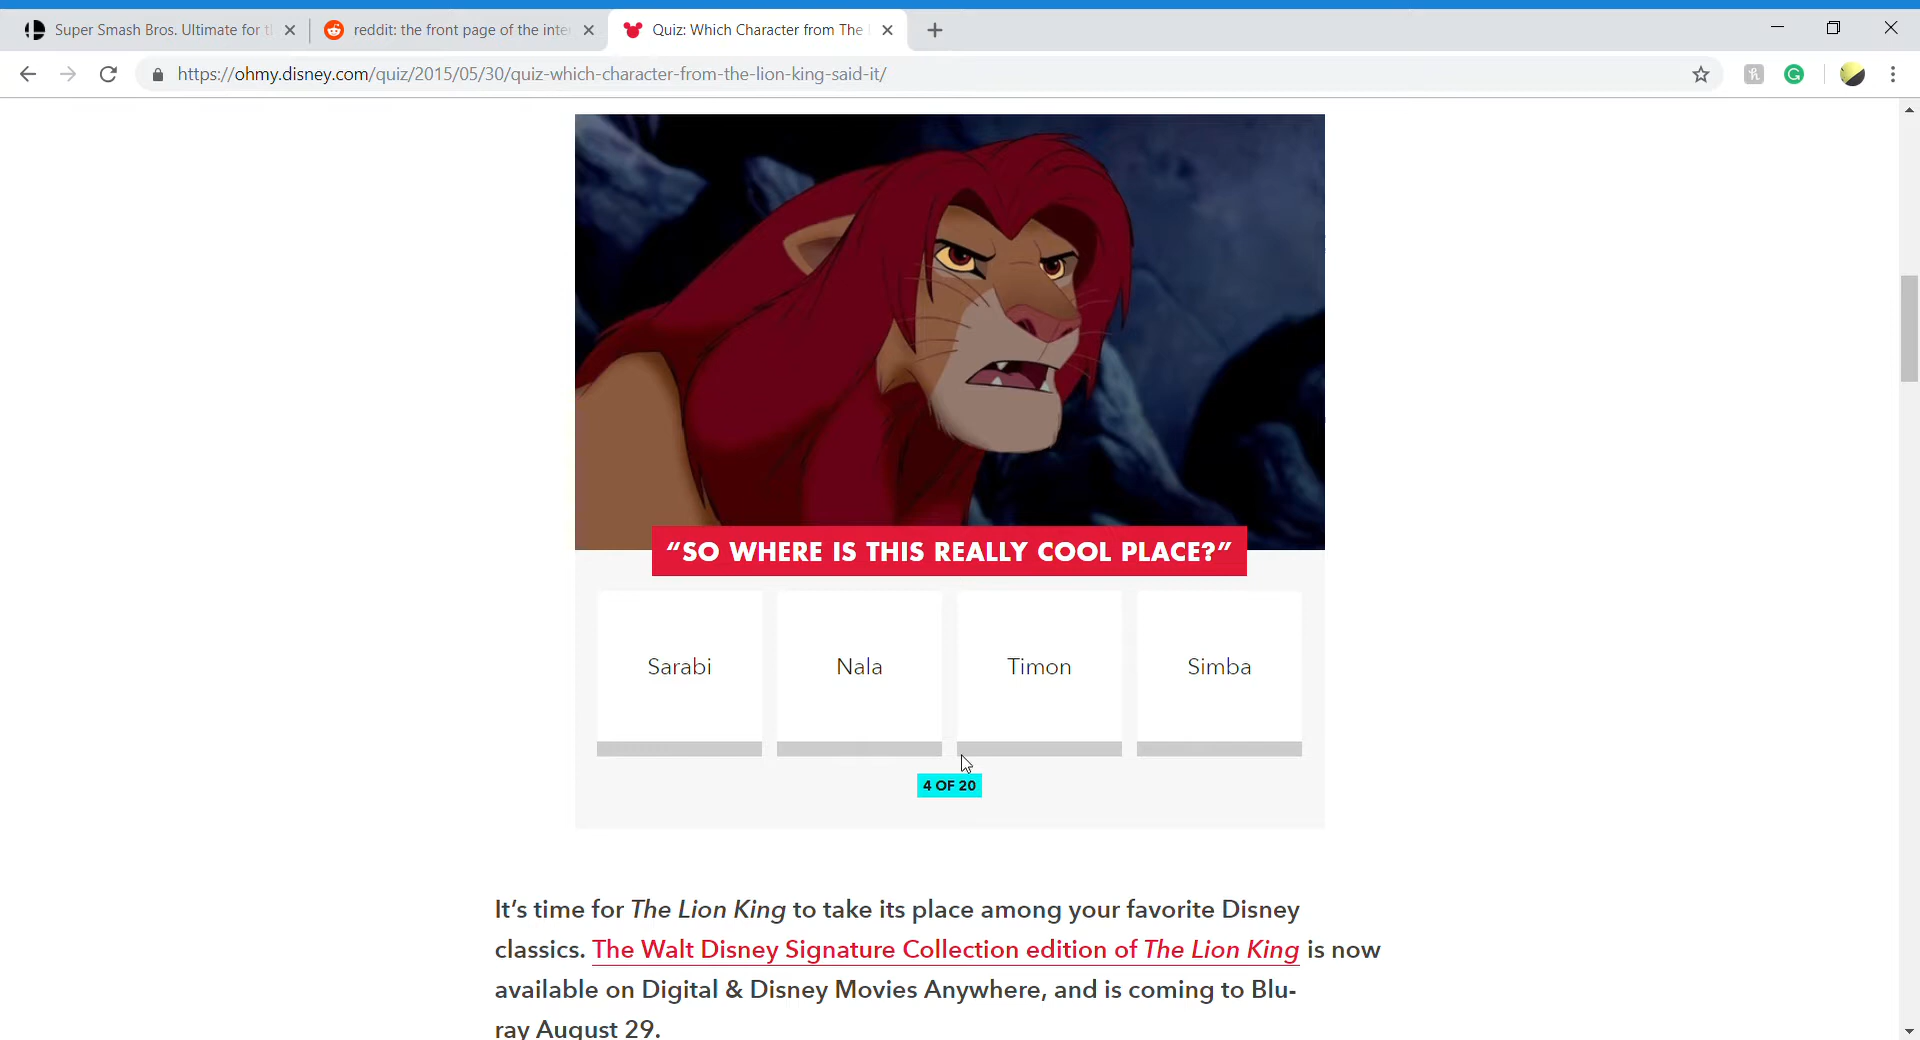 Super Smash Bros. Ultimate for t
reddit: the front page of the inte
Quiz: Which Character from The
https://ohmy.disney.com/quiz/2015/05/30/quiz-which-character-from-the-lion-king-said-it/
“SO WHERE IS THIS REALLY COOL PLACE?”
Sarabi
Nala
Timon
Simba
4 OF 20
It’s time for The Lion King to take its place among your favorite Disney
classics. The Walt Disney Signature Collection edition of The Lion King is now
available on Digital & Disney Movies Anywhere, and is coming to Blu-
ray August 29.